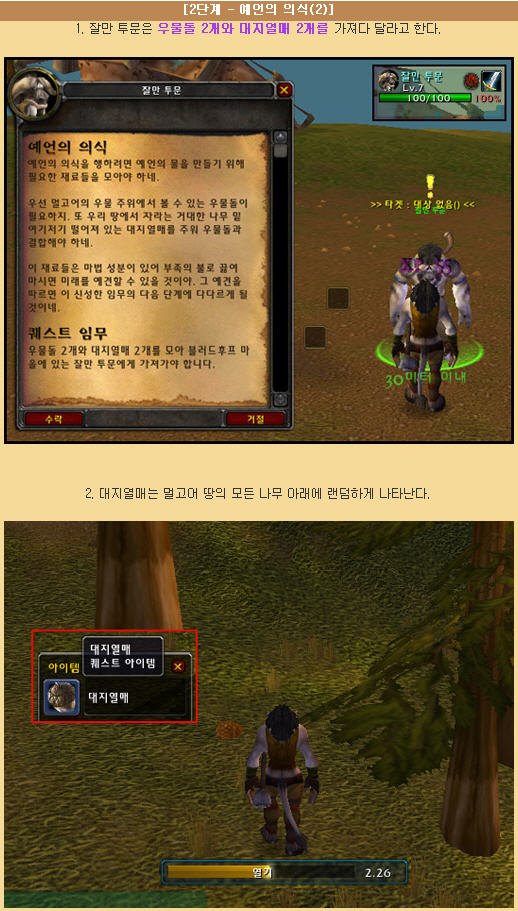 [2단계 - 예언의 의식(2)]
1. 잘만 투문은 우물돌 2개와 대지열매 2개를 가져다 달라고 한다.
잘만 투문
잘만 투문
Lv.7
100/100 100%
예언의 의식
예언의 의식을 행하려면 예언의 물을 만들기 위해
필요한 재료들을 모아야 하네.
우선 멀고어의 우물 주위에서 볼 수 있는 우물돌이
필요하지. 또 우리 땅에서 자라는 거대한 나무 밑
여기저기 떨어져 있는 대지열매를 주워 우물돌과
결합해야 하네.
이 재료들은 마법 성분이 있어 부족의 불로 끓여
마시면 미래를 예견할 수 있을 것이야. 그 예견을
따르면 이 신성한 임무의 다음 단계에 다다르게 될
것이네.
퀘스트 임무
우물돌 2개와 대지열매 2개를 모아 블러드후프 마
을에 있는 잘만 투문에게 가져가야 합니다.
수락
거절
>> 타겟 : 대상 없음() <<
잘만 투문
30미터 이내
2. 대지열매는 멀고어 땅의 모든 나무 아래에 랜덤하게 나타난다.
아이템
대지열매
퀘스트 아이템
대지열매
열기
2.26